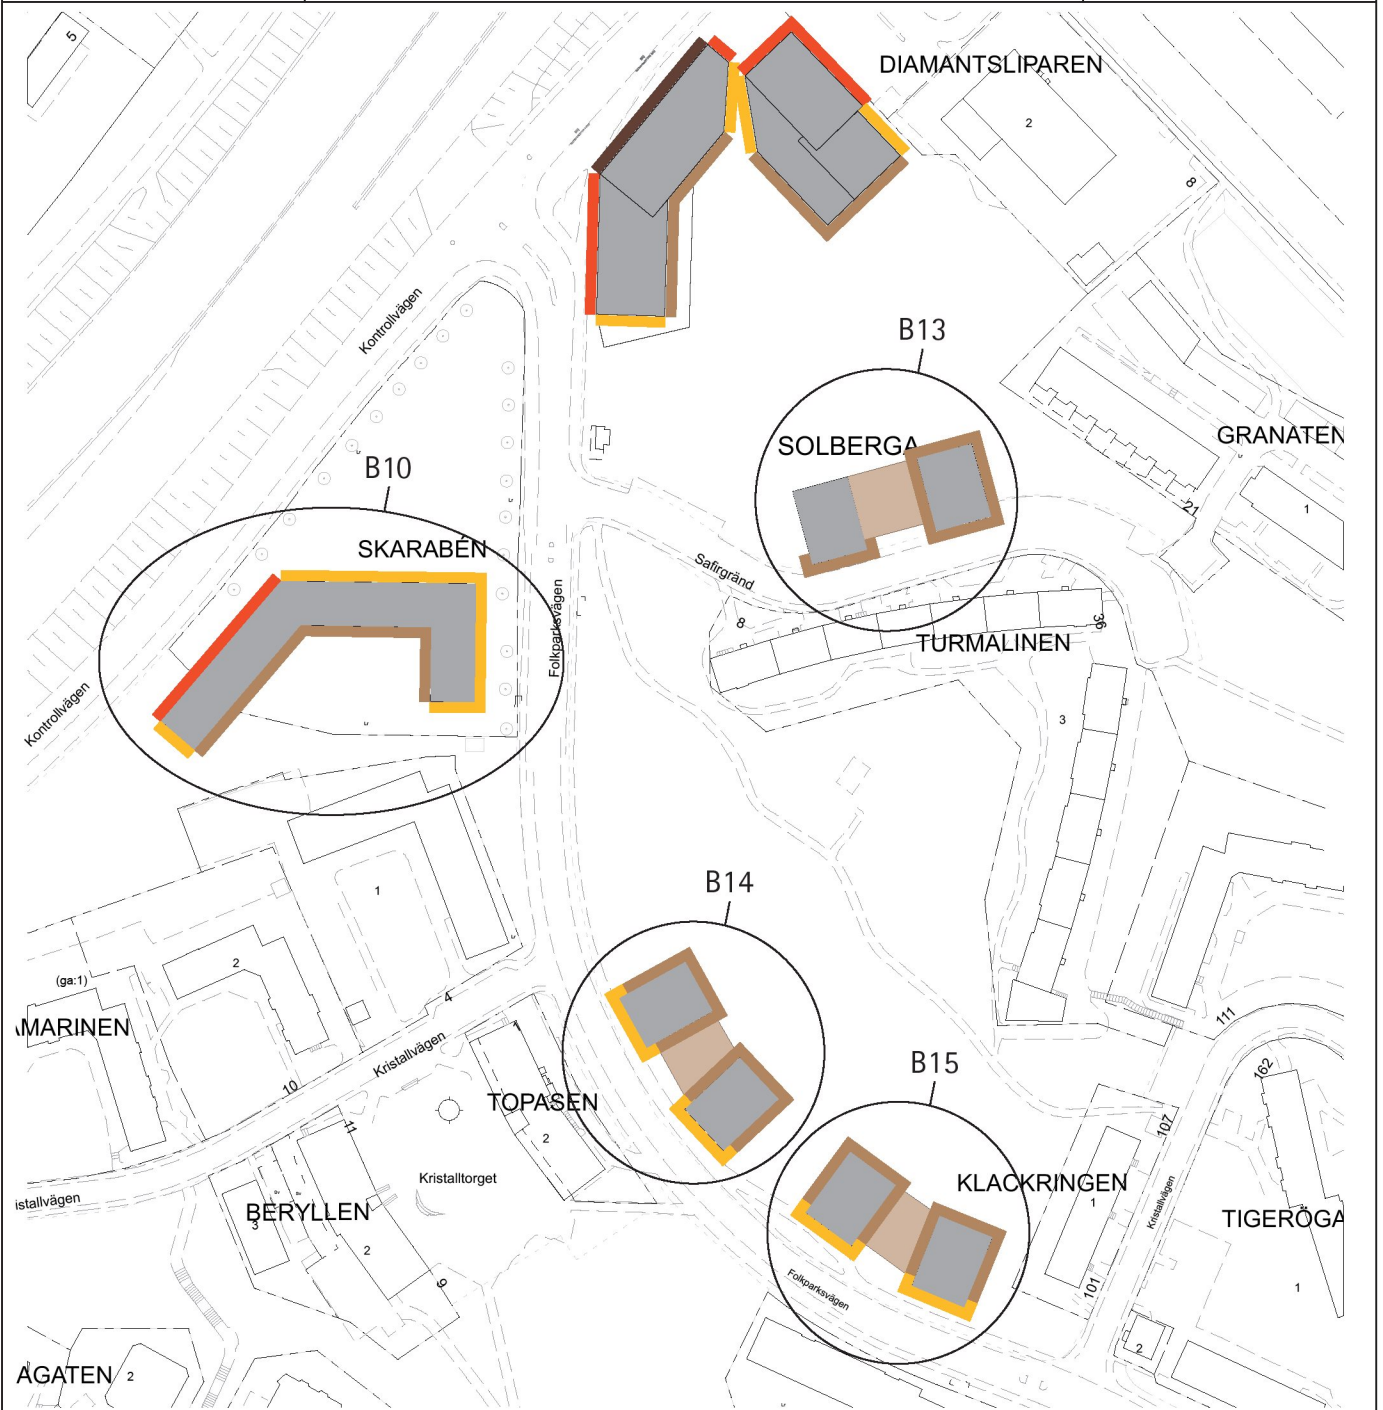 5
DIAMANTSLIPAREN
2
8
Kontrollvägen
B13
SOLBERGA
GRANATEN
B10
21
1
SKARABÉN
Safirgränd
Folkparksvägen
8
36
TURMALINEN
Kontrollvägen
3
B14
1
2
(ga:1)
4
111
MARINEN
1
Kristallvägen
B15
162
10
TOPASEN
2
11
107
Kristalltorget
KLACKRINGEN
1
istallvägen
BERYLLEN
3
2
Kristallvägen
TIGERÖGA
9
Folkparksvägen
101
1
2
AGATEN 2